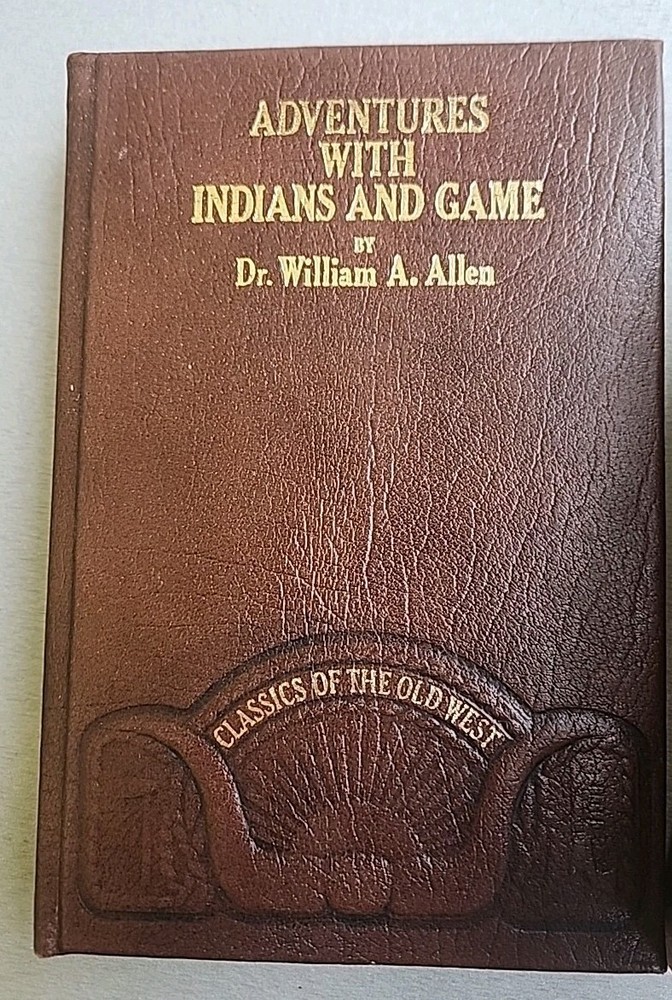 ADVENTURES
WITH
INDIANS AND GAME
BY
Dr. William A. Allen
CLASSICS OF THE OLD WEST